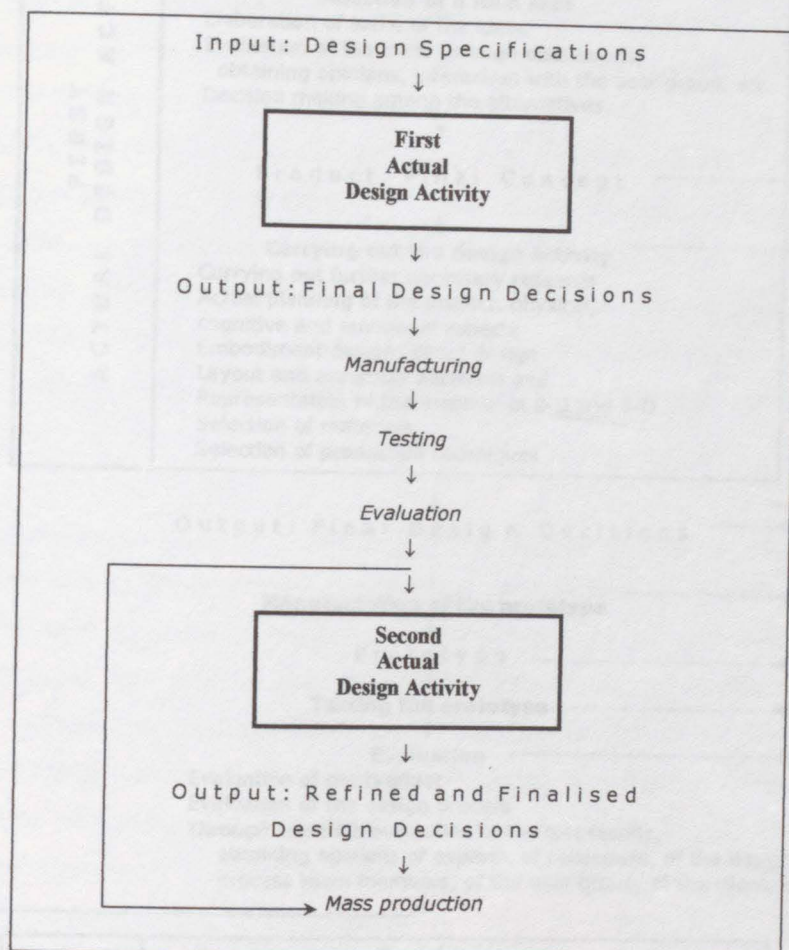 Input: Design Specifications
↓
First
Actual
Design Activity
↓
Output: Final Design Decisions
↓
Manufacturing
↓
Testing
↓
Evaluation
↓
↓
Second
Actual
Design Activity
↓
Output: Refined and Finalised
Design Decisions
↓
Mass production